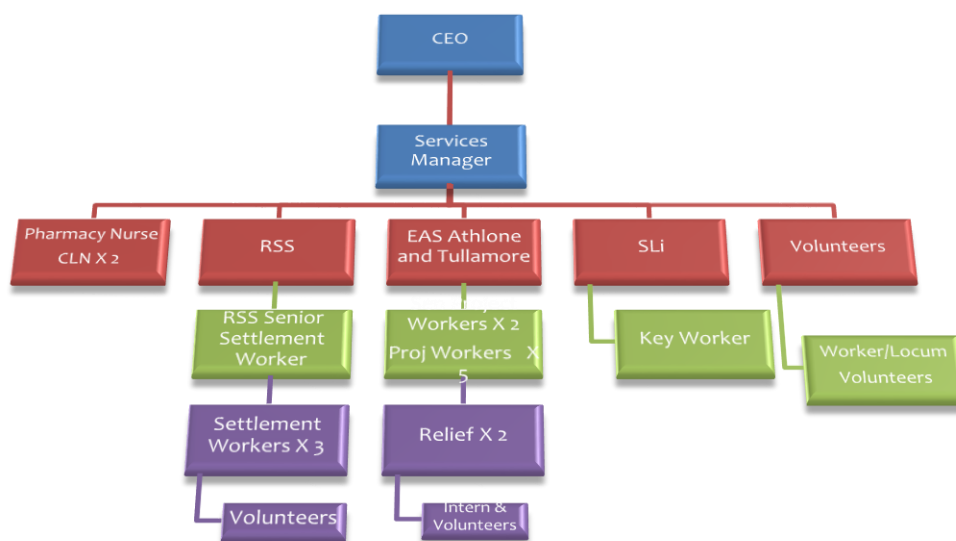 CEO
Services
Manager
Pharmacy Nurse
CLN X 2
RSS
EAS Athlone
and Tullamore
SLi
Volunteers
RSS Senior
Settlement
Worker
Workers X 2
Proj Workers X
5
Key Worker
Worker/Locum
Volunteers
Settlement
Workers X 3
Relief X 2
Volunteers
Intern &
Volunteers